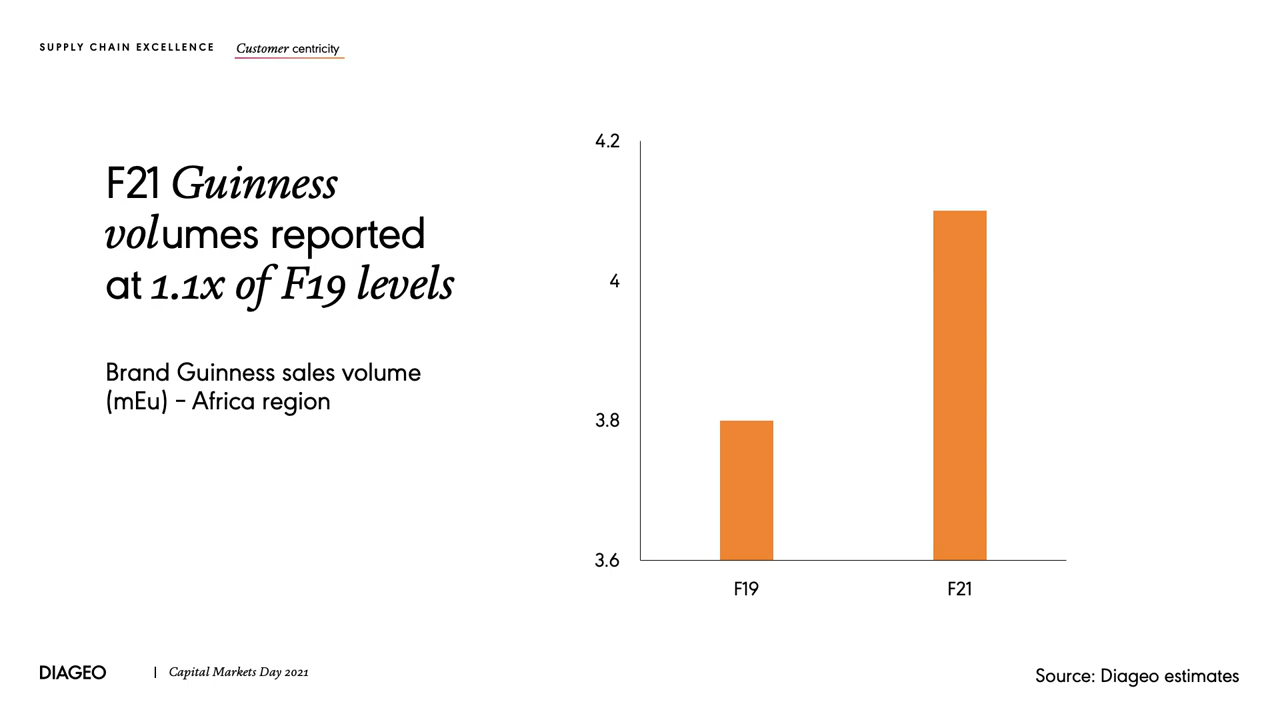 SUPPLY CHAIN EXCELLENCE Customer centricity
F21 Guinness
volumes reported
at 1.1x of F19 levels
Brand Guinness sales volume
(mEu) – Africa region
4.2
4
3.8
3.6
F19 F21
DIAGEO | Capital Markets Day 2021
Source: Diageo estimates